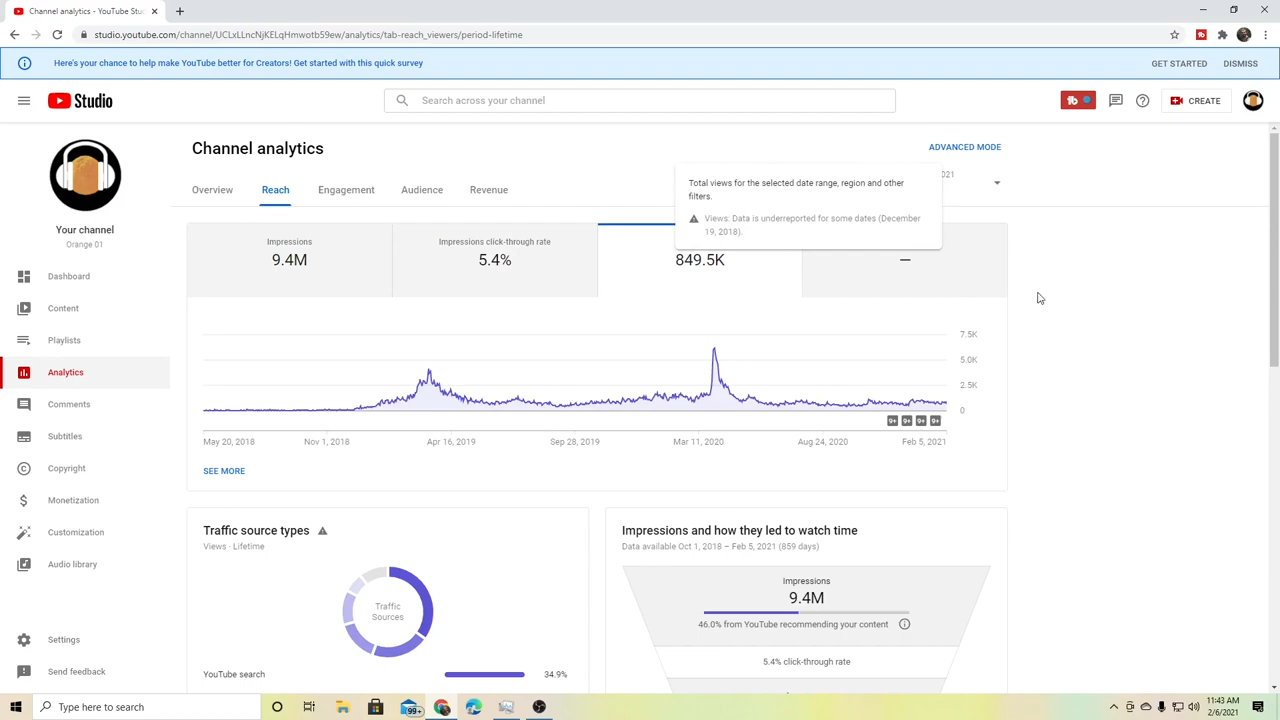 Channel analytics - YouTube Stu
studio.youtube.com/channel/UCLxLLncNjKELqHmwotb59ew/analytics/tab-reach_viewers/period-lifetime
Here's your chance to help make YouTube better for Creators! Get started with this quick survey
GET STARTED
DISMISS
Studio
Search across your channel
CREATE
Your channel
Orange 01
Dashboard
Content
Playlists
Analytics
Comments
Subtitles
Copyright
Monetization
Customization
Audio library
Settings
Send feedback
Channel analytics
ADVANCED MODE
Overview
Reach
Engagement
Audience
Revenue
2021
Total views for the selected date range, region and other
filters.
Views: Data is underreported for some dates (December
19, 2018).
Impressions
9.4M
Impressions click-through rate
5.4%
849.5K
—
7.5K
5.0K
2.5K
0
9+ 9+ 9+ 9+
May 20, 2018
Nov 1, 2018
Apr 16, 2019
Sep 28, 2019
Mar 11, 2020
Aug 24, 2020
Feb 5, 2021
SEE MORE
Traffic source types
Views · Lifetime
Traffic
Sources
YouTube search
34.9%
Impressions and how they led to watch time
Data available Oct 1, 2018 – Feb 5, 2021 (859 days)
Impressions
9.4M
46.0% from YouTube recommending your content
5.4% click-through rate
Type here to search
99+
11:43 AM
2/6/2021